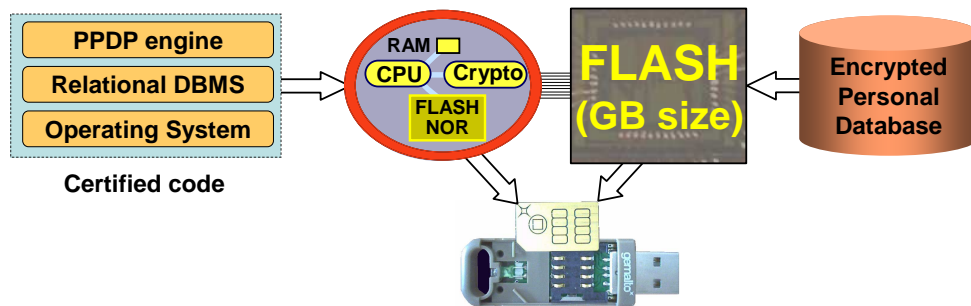 PPDP engine
Relational DBMS
Operating System
Certified code
RAM
CPU
Crypto
FLASH
NOR
FLASH
(GB size)
Encrypted
Personal
Database
gemalto